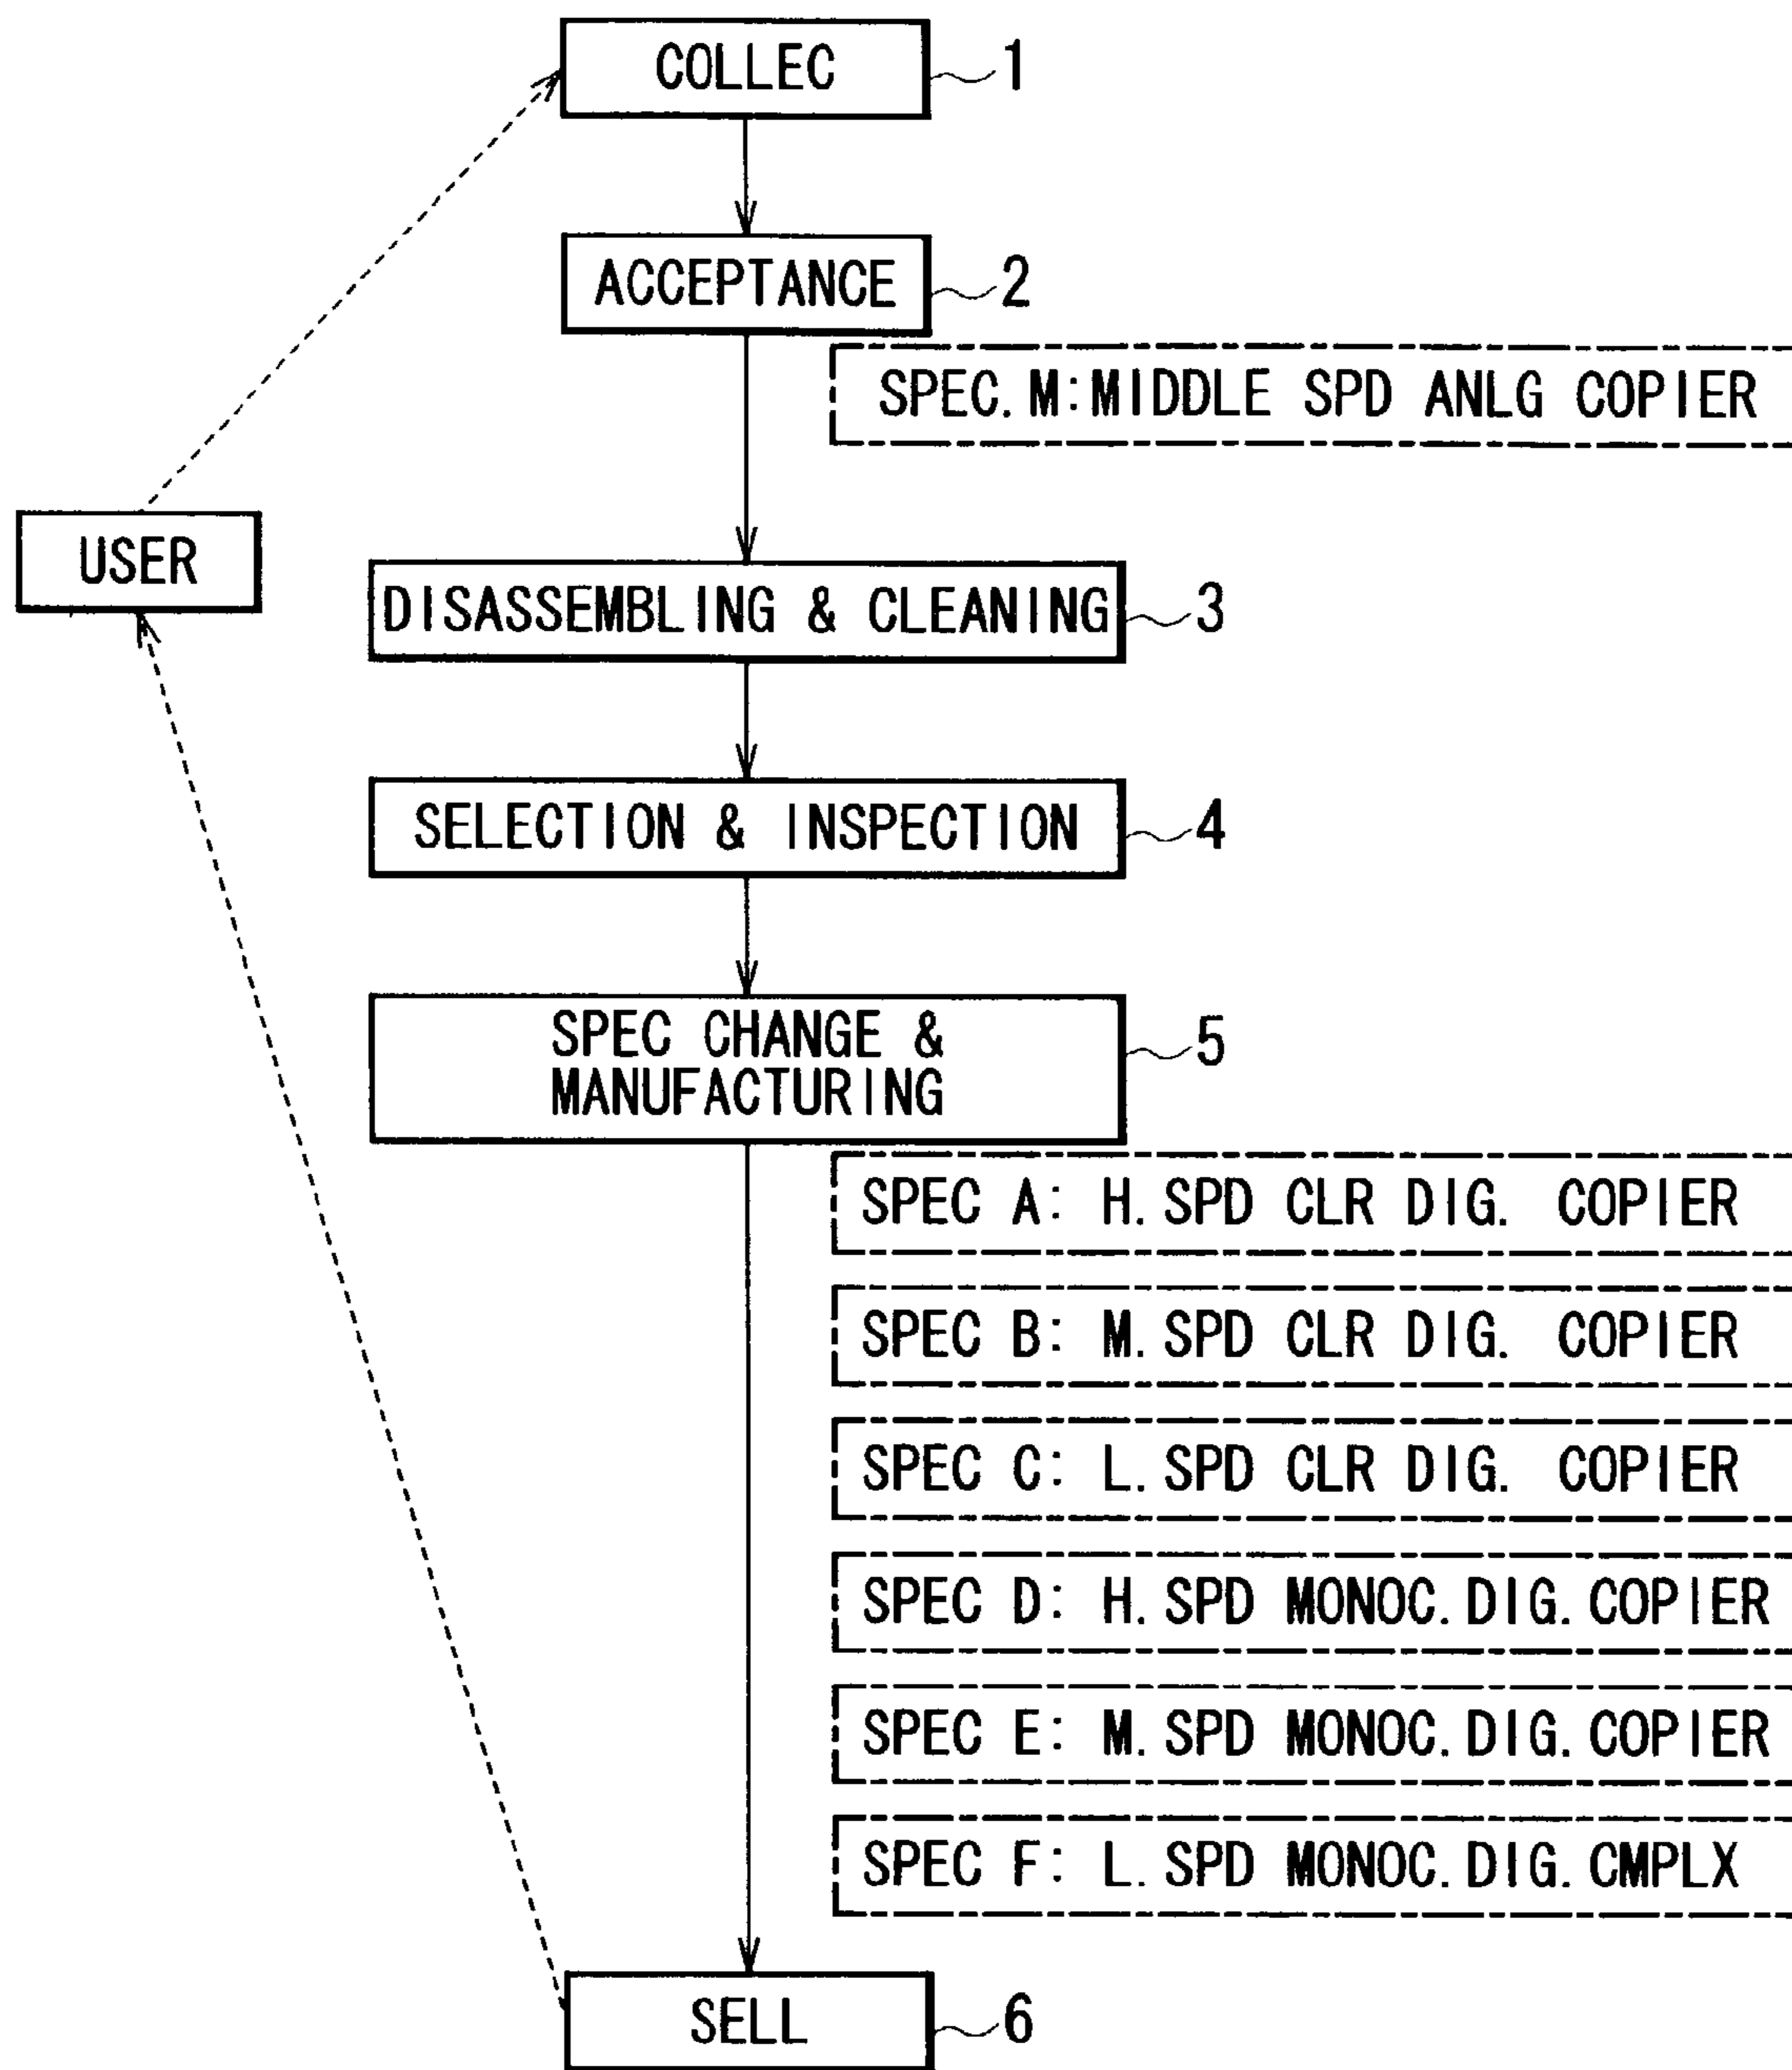 COLLEC
1
ACCEPTANCE
2
SPEC. M:MIDDLE SPD ANLG COPIER
USER
DISASSEMBLING & CLEANING
3
SELECTION & INSPECTION
4
SPEC CHANGE &
MANUFACTURING
5
SPEC A: H. SPD CLR DIG. COPIER
SPEC B: M. SPD CLR DIG. COPIER
SPEC C: L. SPD CLR DIG. COPIER
SPEC D: H. SPD MONOC. DIG. COPIER
SPEC E: M. SPD MONOC. DIG. COPIER
SPEC F: L. SPD MONOC. DIG. CMPLX
SELL
6